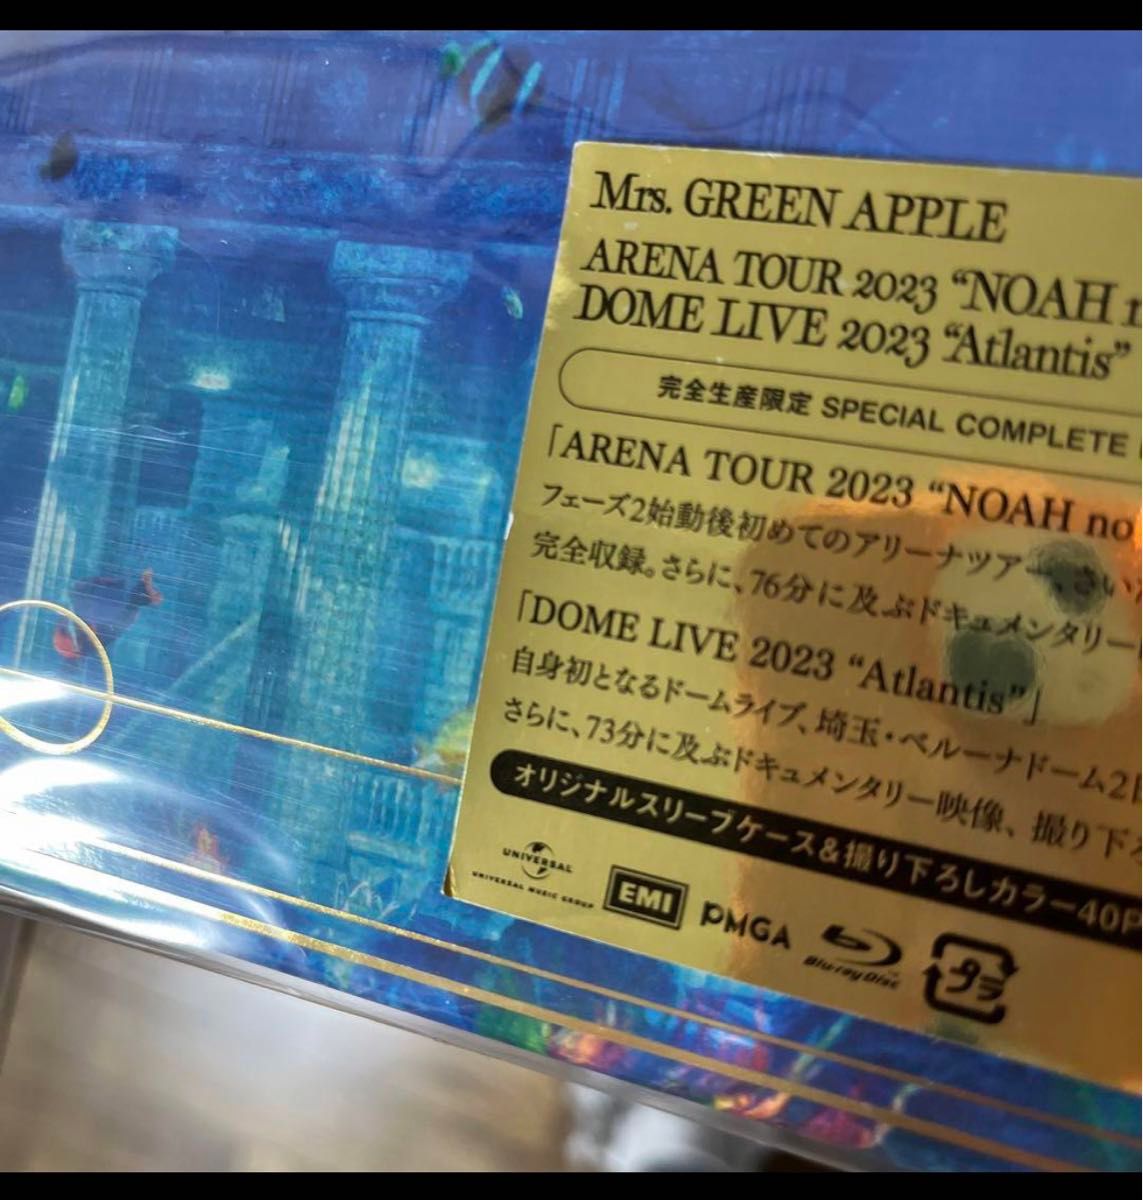 Mrs. GREEN APPLE
ARENA TOUR 2023 “NOAH
DOME LIVE 2023 “Atlantis”
完全生産限定 SPECIAL COMPLETE
「ARENA TOUR 2023 “NOAH no
フェーズ2始動後初めてのアリーナツアー、さい
完全収録。さらに、76分に及ぶドキュメンタリー
「DOME LIVE 2023 “Atlantis”」
自身初となるドームライブ、埼玉・ベルーナドーム2日
さらに、73分に及ぶドキュメンタリー映像、撮り下ろ
オリジナルスリーブケース&撮り下ろしカラー40P
UNIVERSAL
UNIVERSAL MUSIC GROUP
EMI
PMGA
Blu-ray Disc
プラ